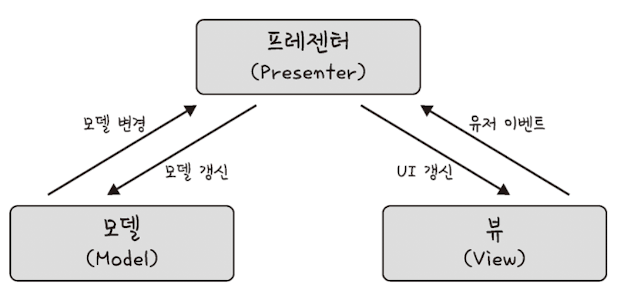 프레젠터
(Presenter)
모델 변경
유저 이벤트
모델 갱신
UI 갱신
모델
(Model)
뷰
(View)